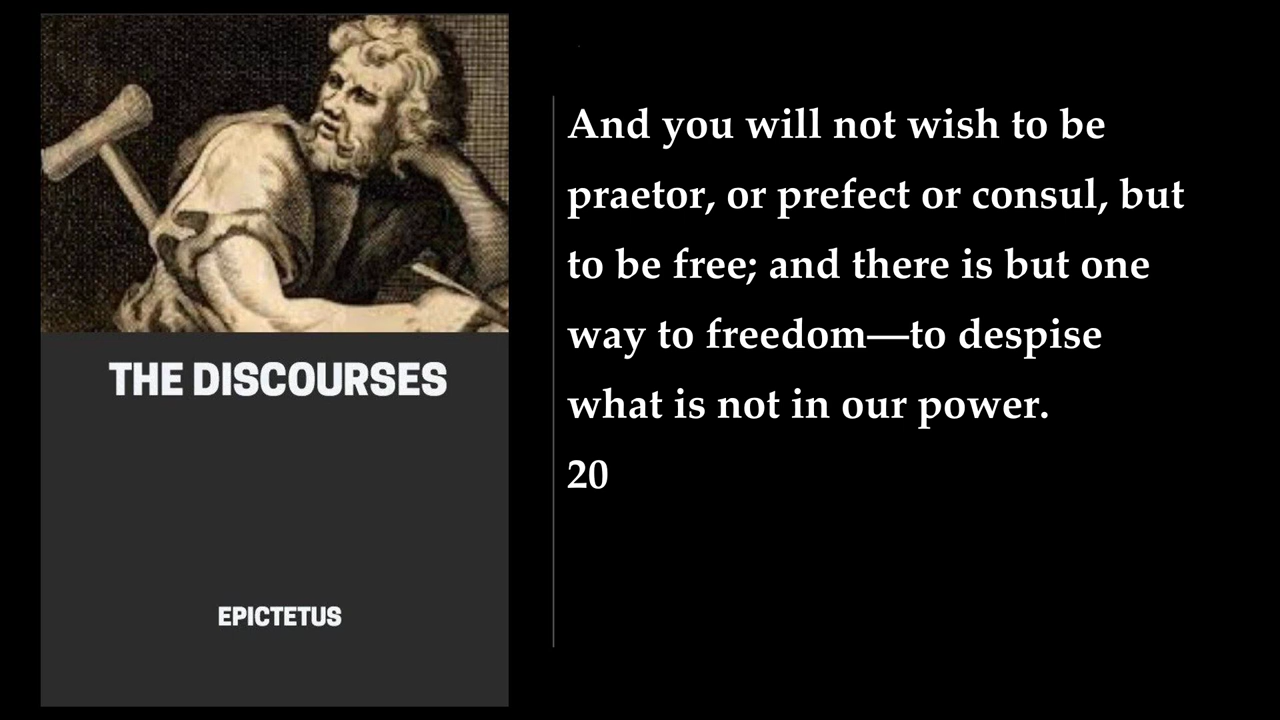 THE DISCOURSES
EPICTETUS
And you will not wish to be
praetor, or prefect or consul, but
to be free; and there is but one
way to freedom—to despise
what is not in our power.
20